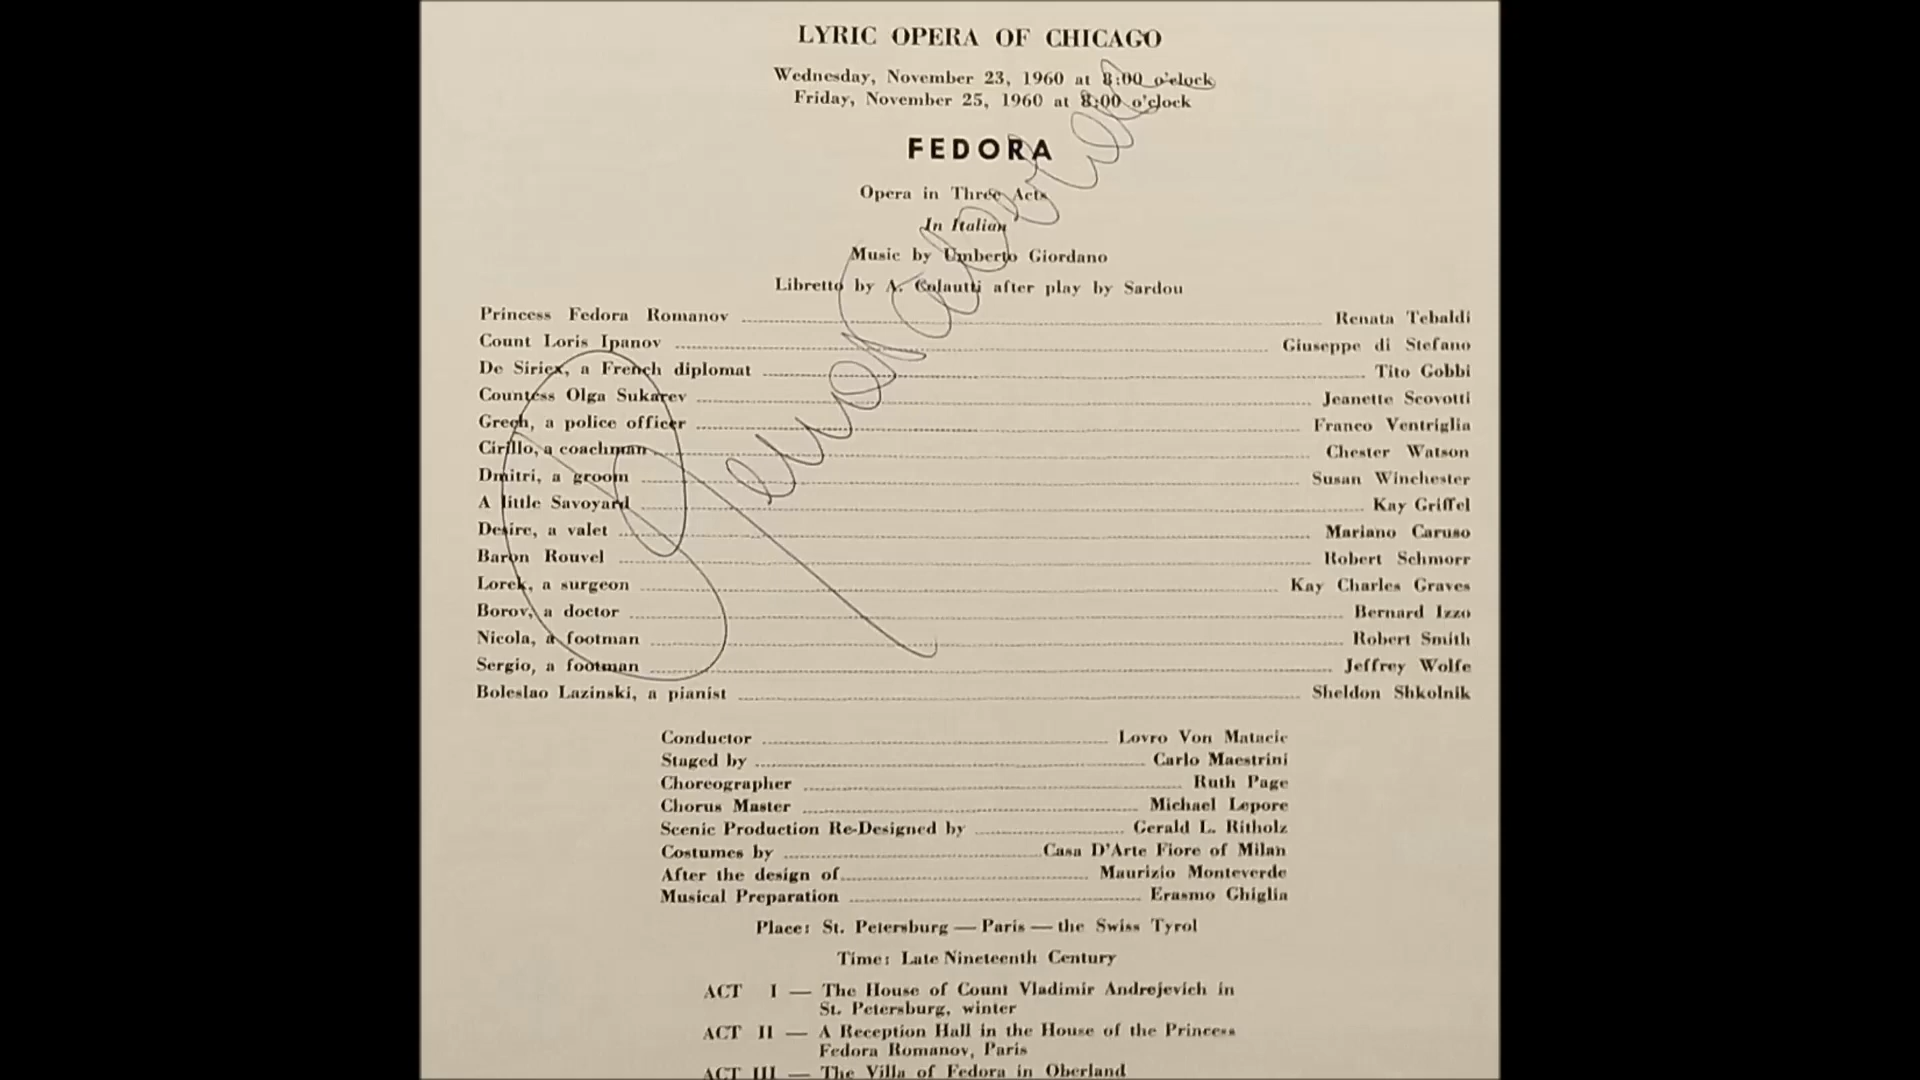 LYRIC OPERA OF CHICAGO
Wednesday, November 23, 1960 at 8:00 o'clock
Friday, November 25, 1960 at 8:00 o'clock
FEDORA
Opera in Three Acts
In Italian
Music by Umberto Giordano
Libretto by A. Colautti after play by Sardou
Princess Fedora Romanov Renata Tebaldi
Count Loris Ipanov Giuseppe di Stefano
De Siriex, a French diplomat Tito Gobbi
Countess Olga Sukarev Jeanette Scovotti
Grech, a police officer Franco Ventriglia
Cirillo, a coachman Chester Watson
Dmitri, a groom Susan Winchester
A little Savoyard Kay Griffel
Desire, a valet Mariano Caruso
Baron Rouvel Robert Schmorr
Lorek, a surgeon Kay Charles Graves
Borov, a doctor Bernard Izzo
Nicola, a footman Robert Smith
Sergio, a footman Jeffrey Wolfe
Boleslao Lazinski, a pianist Sheldon Shkolnik
Conductor Lovro Von Matacic
Staged by Carlo Maestrini
Choreographer Ruth Page
Chorus Master Michael Lepore
Scenic Production Re-Designed by Gerald L. Ritholz
Costumes by Casa D'Arte Fiore of Milan
After the design of Maurizio Monteverde
Musical Preparation Erasmo Ghiglia
Place: St. Petersburg — Paris — the Swiss Tyrol
Time: Late Nineteenth Century
ACT I — The House of Count Vladimir Andrejevich in
St. Petersburg, winter
ACT II — A Reception Hall in the House of the Princess
Fedora Romanov, Paris
ACT III — The Villa of Fedora in Oberland